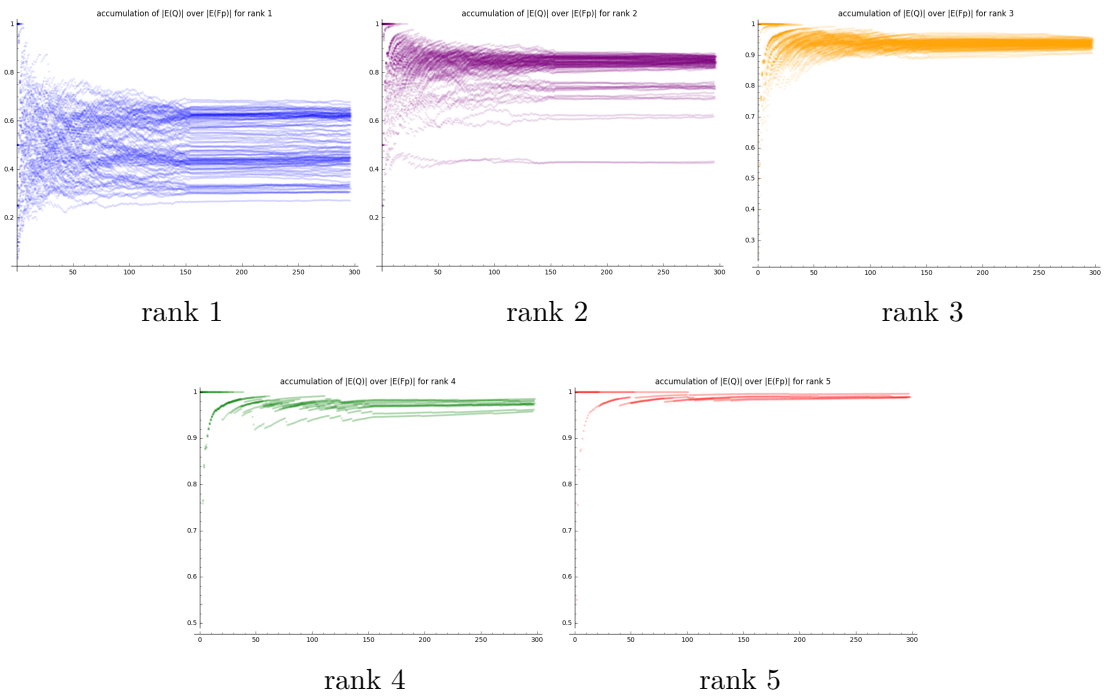 accumulation of |E(Q)| over |E(Fp)| for rank 1
1
0.8
0.6
0.4
0.2
50 100 150 200 250 300
rank 1
accumulation of |E(Q)| over |E(Fp)| for rank 2
1
0.8
0.6
0.4
0.2
50 100 150 200 250 300
rank 2
accumulation of |E(Q)| over |E(Fp)| for rank 3
1
0.9
0.8
0.7
0.6
0.5
0.4
0.3
0 50 100 150 200 250 300
rank 3
accumulation of |E(Q)| over |E(Fp)| for rank 4
1
0.9
0.8
0.7
0.6
0.5
0 50 100 150 200 250 300
rank 4
accumulation of |E(Q)| over |E(Fp)| for rank 5
1
0.9
0.8
0.7
0.6
0.5
0 50 100 150 200 250 300
rank 5